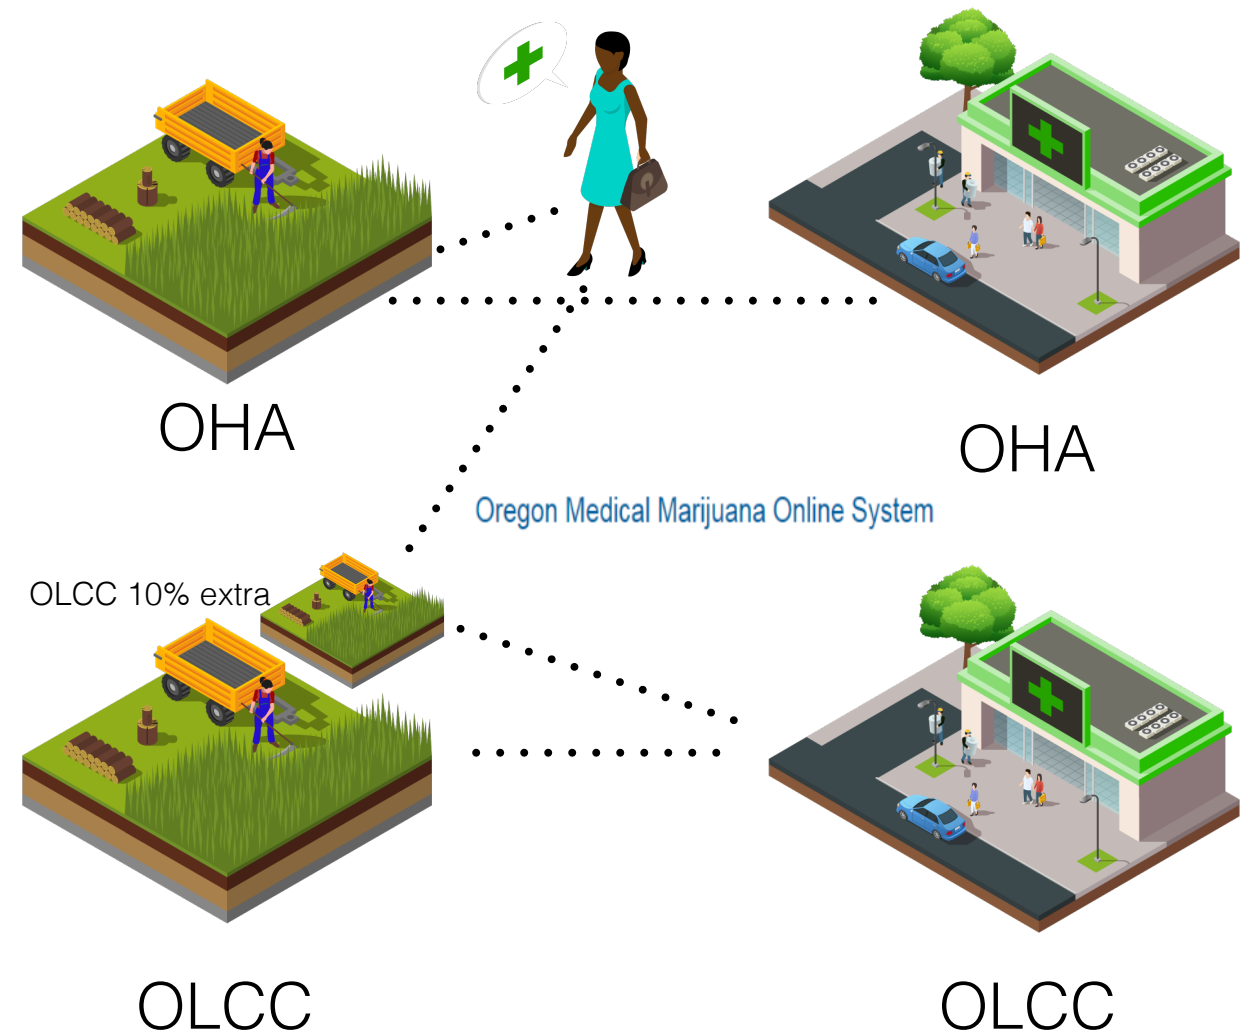 OHA
OHA
Oregon Medical Marijuana Online System
OLCC 10% extra
OLCC
OLCC